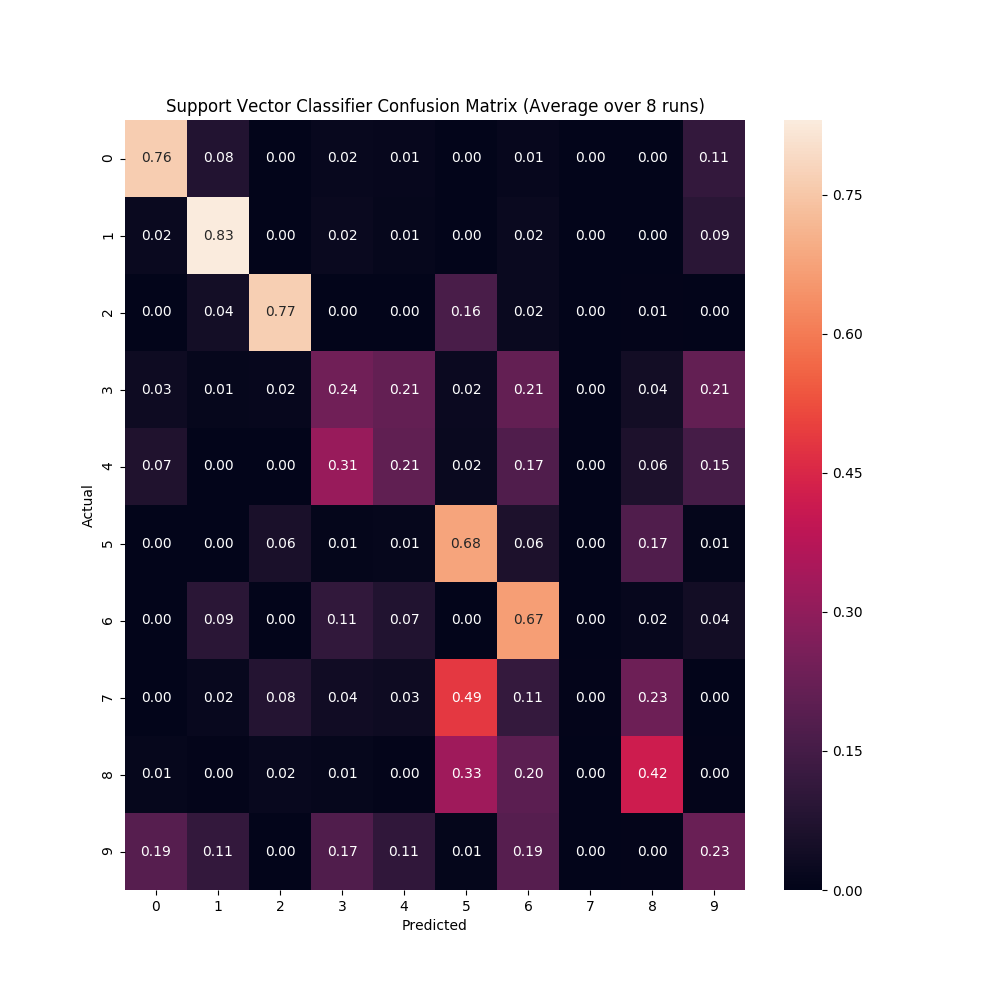 Support Vector Classifier Confusion Matrix (Average over 8 runs)
0 0.76 0.08 0.00 0.02 0.01 0.00 0.01 0.00 0.00 0.11
0.75
1 0.02 0.83 0.00 0.02 0.01 0.00 0.02 0.00 0.00 0.09
2 0.00 0.04 0.77 0.00 0.00 0.16 0.02 0.00 0.01 0.00
0.60
3 0.03 0.01 0.02 0.24 0.21 0.02 0.21 0.00 0.04 0.21
4 0.07 0.00 0.00 0.31 0.21 0.02 0.17 0.00 0.06 0.15
0.45
Actual
5 0.00 0.00 0.06 0.01 0.01 0.68 0.06 0.00 0.17 0.01
0.30
6 0.00 0.09 0.00 0.11 0.07 0.00 0.67 0.00 0.02 0.04
7 0.00 0.02 0.08 0.04 0.03 0.49 0.11 0.00 0.23 0.00
0.15
8 0.01 0.00 0.02 0.01 0.00 0.33 0.20 0.00 0.42 0.00
9 0.19 0.11 0.00 0.17 0.11 0.01 0.19 0.00 0.00 0.23
0.00
0 1 2 3 4 5 6 7 8 9
Predicted